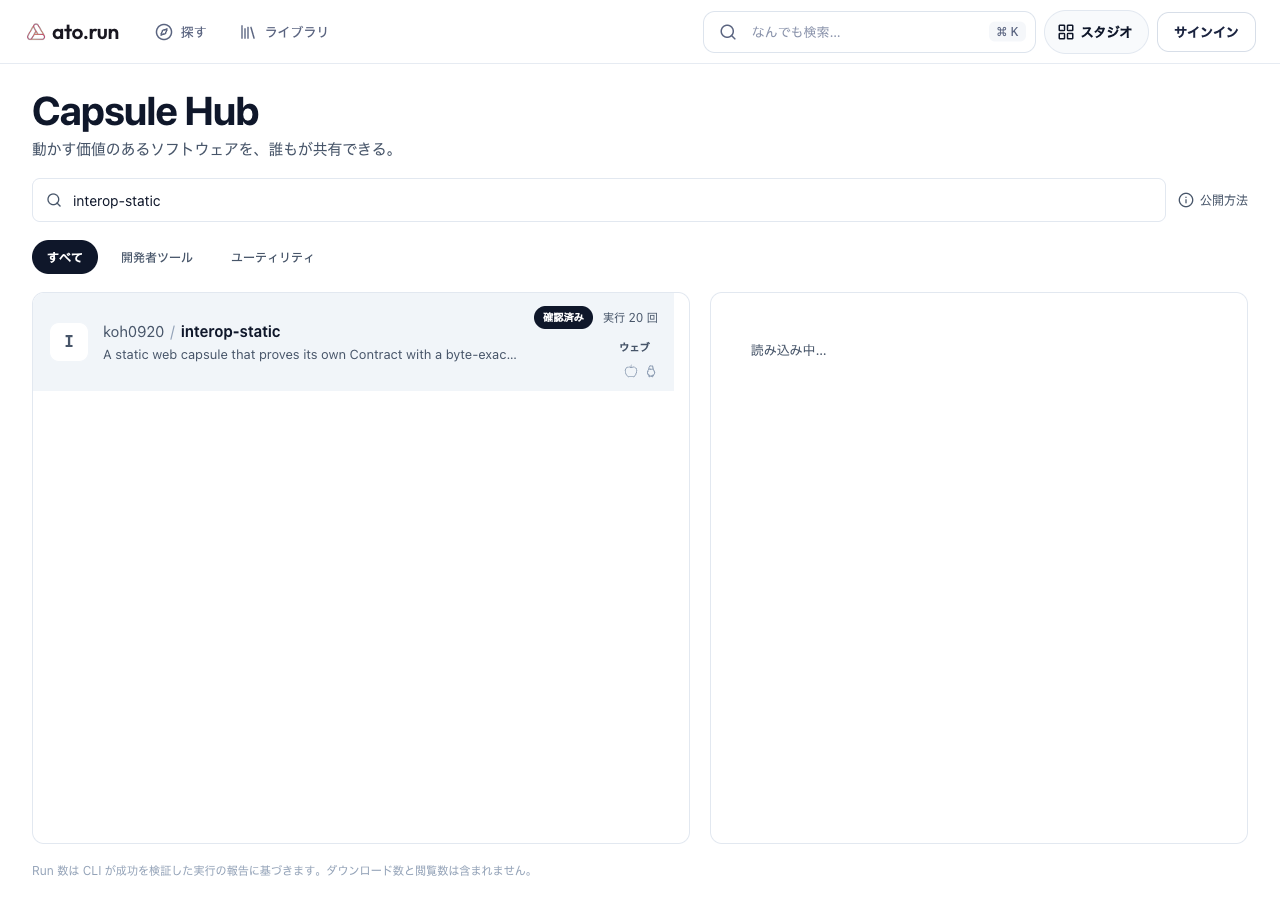 ato.run
探す
ライブラリ
なんでも検索...
⌘ K
スタジオ
サインイン
Capsule Hub
動かす価値のあるソフトウェアを、誰もが共有できる。
interop-static
公開方法
すべて
開発者ツール
ユーティリティ
確認済み 実行 20 回
I
koh0920 / interop-static
ウェブ
A static web capsule that proves its own Contract with a byte-exac...
読み込み中...
Run 数は CLI が成功を検証した実行の報告に基づきます。ダウンロード数と閲覧数は含まれません。